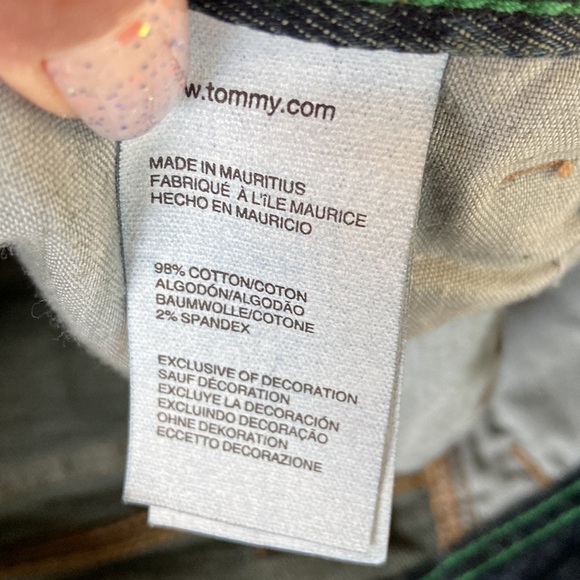 w.tommy.com
MADE IN MAURITIUS
FABRIQUÉ À L'ÎLE MAURICE
HECHO EN MAURICIO
98% COTTON/COTON
ALGODÓN/ALGODÃO
BAUMWOLLE/COTONE
2% SPANDEX
EXCLUSIVE OF DECORATION
SAUF DÉCORATION
EXCLUYE LA DECORACIÓN
EXCLUINDO DECORAÇÃO
OHNE DEKORATION
ECCETTO DECORAZIONE